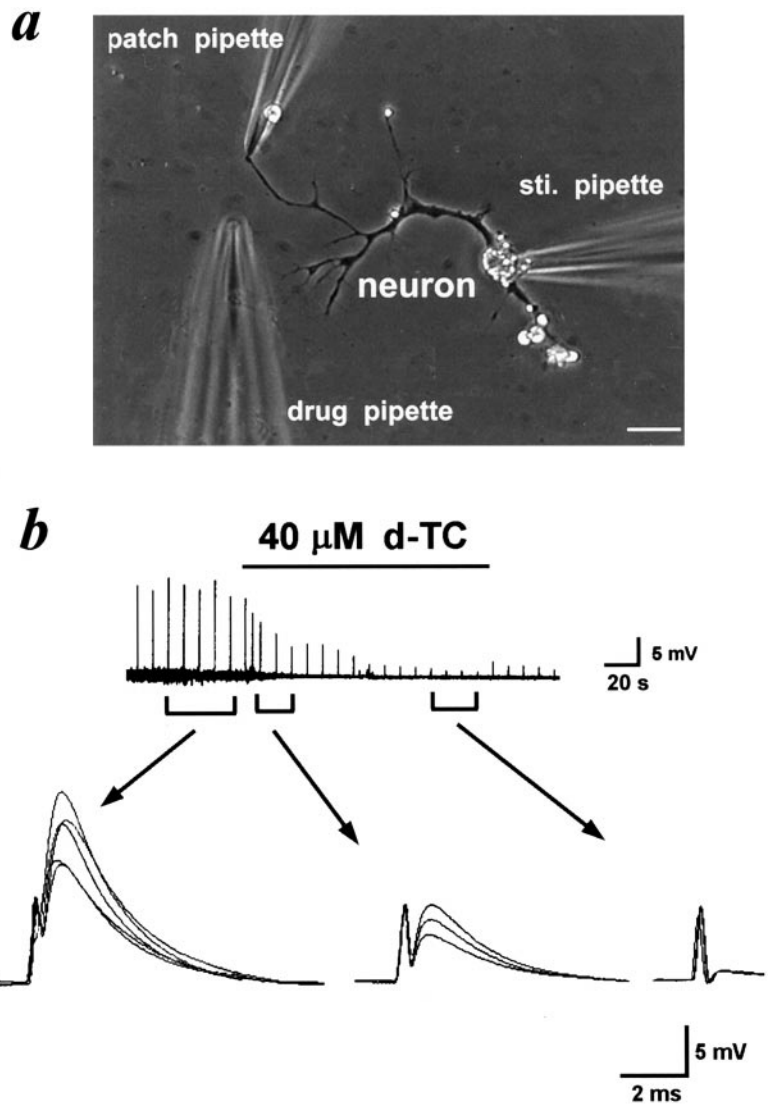 a
patch pipette
sti. pipette
neuron
drug pipette
b
40 µM d-TC
5 mV
20 s
5 mV
2 ms